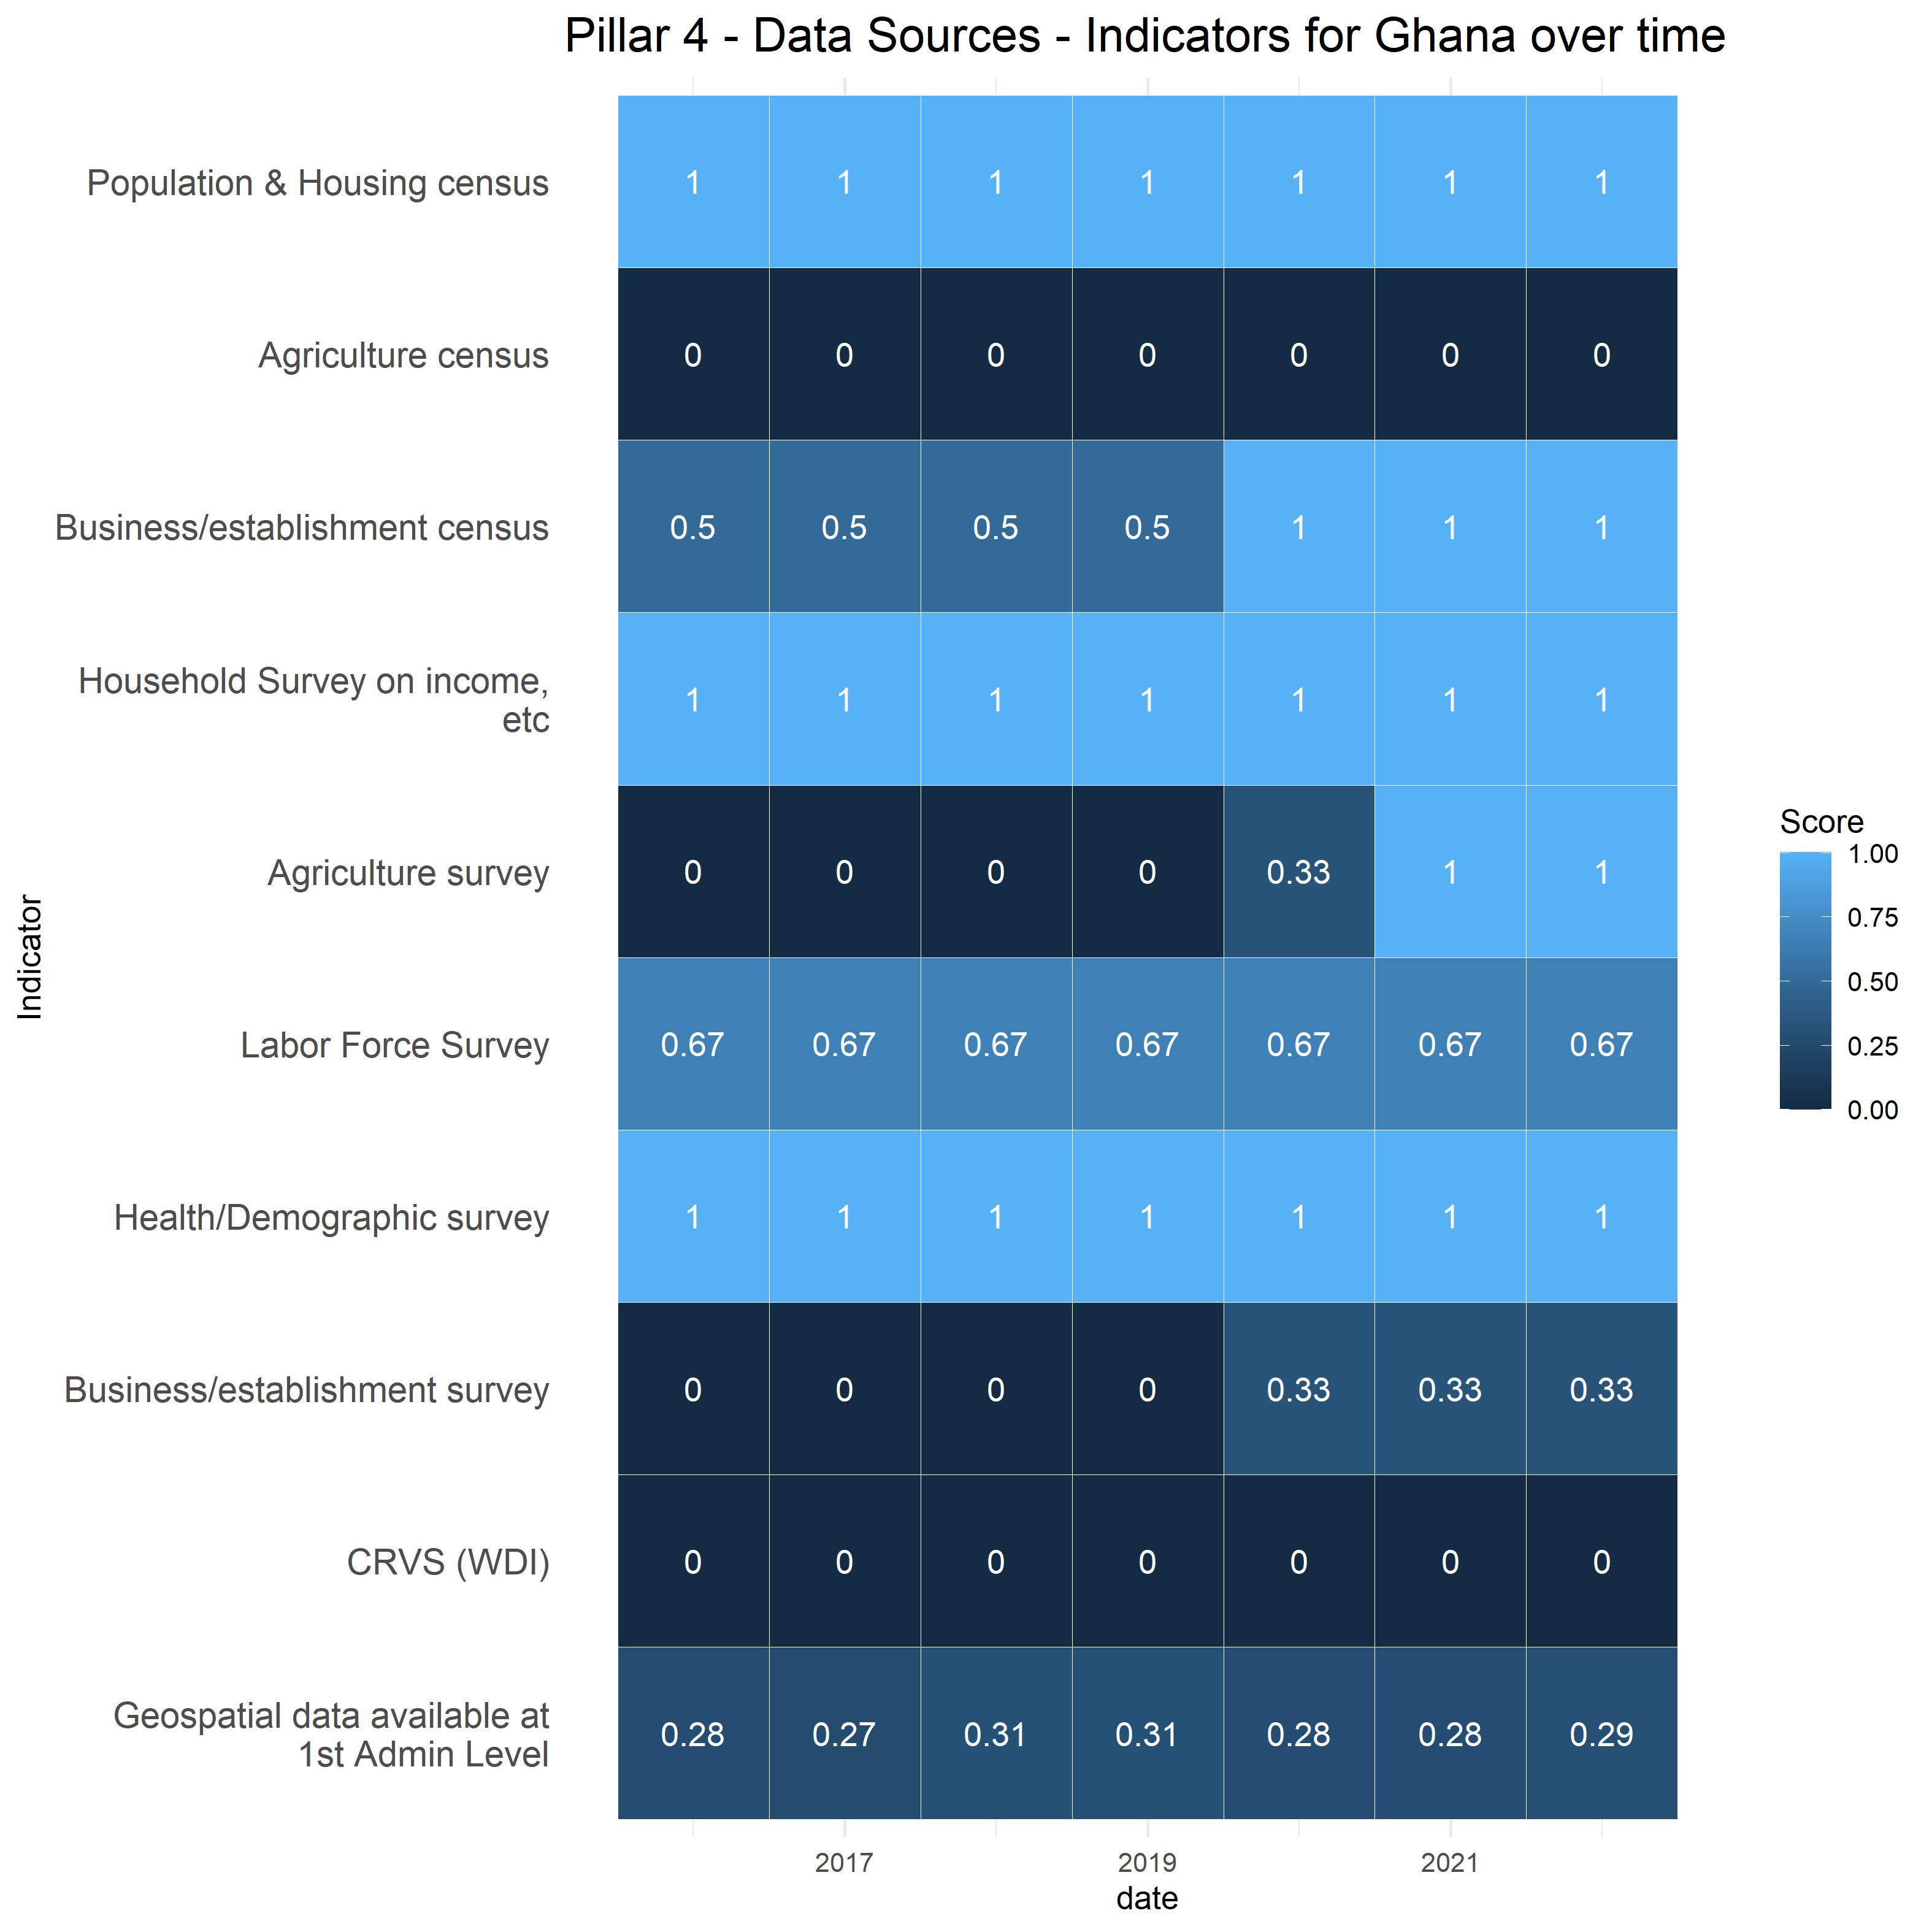 Pillar 4 - Data Sources - Indicators for Ghana over time
Population & Housing census
1 1 1 1 1 1 1
Agriculture census
0 0 0 0 0 0 0
Business/establishment census
0.5 0.5 0.5 0.5 1 1 1
Household Survey on income,
etc
1 1 1 1 1 1 1
Agriculture survey
0 0 0 0 0.33 1 1
Labor Force Survey
0.67 0.67 0.67 0.67 0.67 0.67 0.67
Health/Demographic survey
1 1 1 1 1 1 1
Business/establishment survey
0 0 0 0 0.33 0.33 0.33
CRVS (WDI)
0 0 0 0 0 0 0
Geospatial data available at
1st Admin Level
0.28 0.27 0.31 0.31 0.28 0.28 0.29
Indicator
2017 2019 2021
date
Score
1.00
0.75
0.50
0.25
0.00